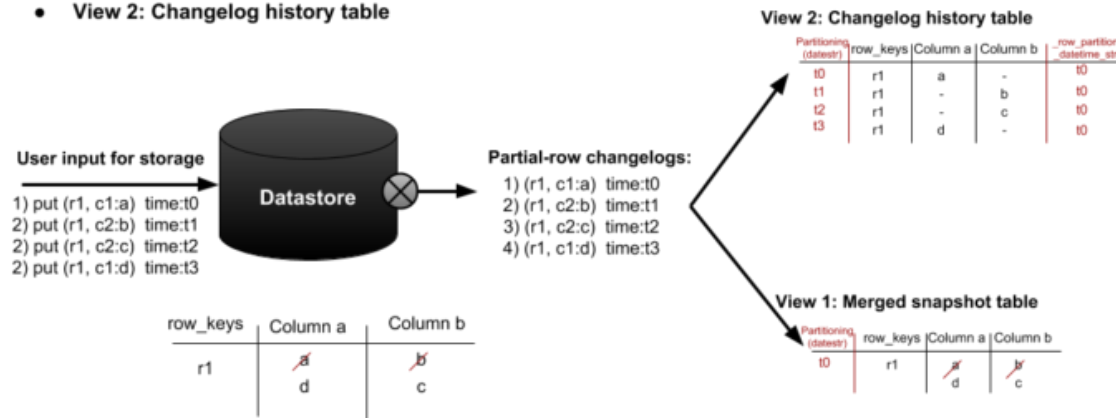 • View 2: Changelog history table
User input for storage
1) put (r1, c1:a) time:t0
2) put (r1, c2:b) time:t1
2) put (r1, c2:c) time:t2
2) put (r1, c1:d) time:t3
Datastore
row_keys Column a Column b
r1 a b
d c
Partial-row changelogs:
1) (r1, c1:a) time:t0
2) (r1, c2:b) time:t1
3) (r1, c2:c) time:t2
4) (r1, c1:d) time:t3
View 2: Changelog history table
Partitioning (datestr) row_keys Column a Column b _row_partition _datetime_str
t0 r1 a - t0
t1 r1 - b t0
t2 r1 - c t0
t3 r1 d - t0
View 1: Merged snapshot table
Partitioning (datestr) row_keys Column a Column b
t0 r1 a b
d c